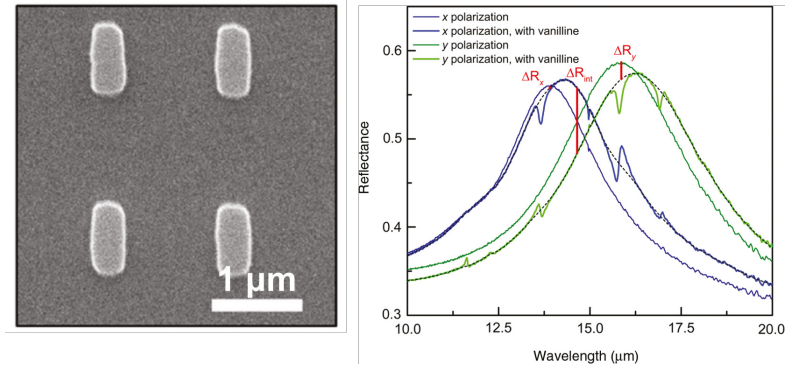 1 µm
x polarization
x polarization, with vanilline
y polarization
y polarization, with vanilline
ΔRx
ΔRint
ΔRy
0.6
0.5
0.4
0.3
Reflectance
10.0 12.5 15.0 17.5 20.0
Wavelength (µm)